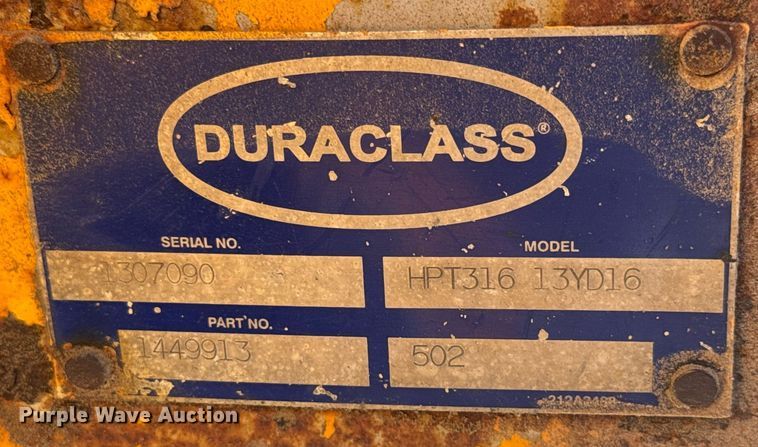 DURACLASS®
SERIAL NO. MODEL
1307090 HPT316 13YD16
PART NO.
1449913 502
Purple Wave Auction